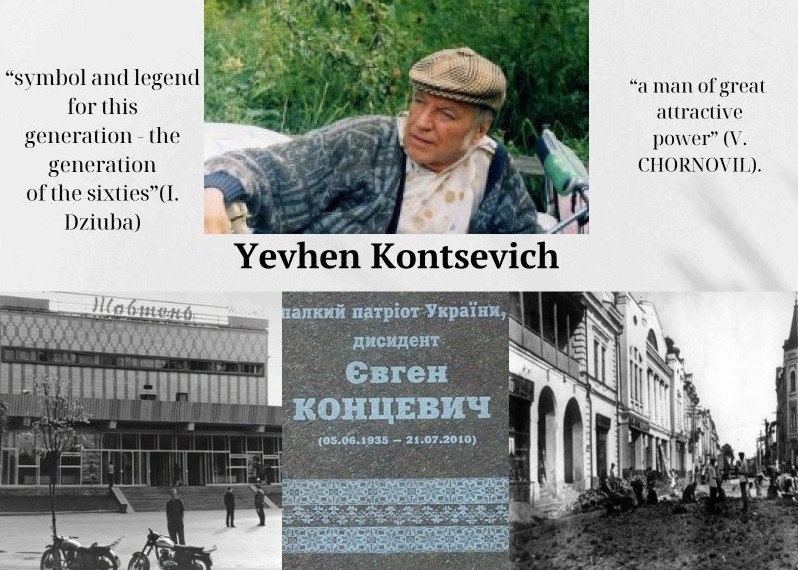 “symbol and legend
for this
generation - the
generation
of the sixties”(I.
Dziuba)
“a man of great
attractive
power” (V.
CHORNOVIL).
Yevhen Kontsevich
Жовтень
палкий патріот України,
дисидент
Євген
КОНЦЕВИЧ
(05.06.1935 – 21.07.2010)